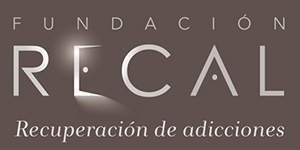 FUNDACIÓN
RECAL
Recuperación de adicciones